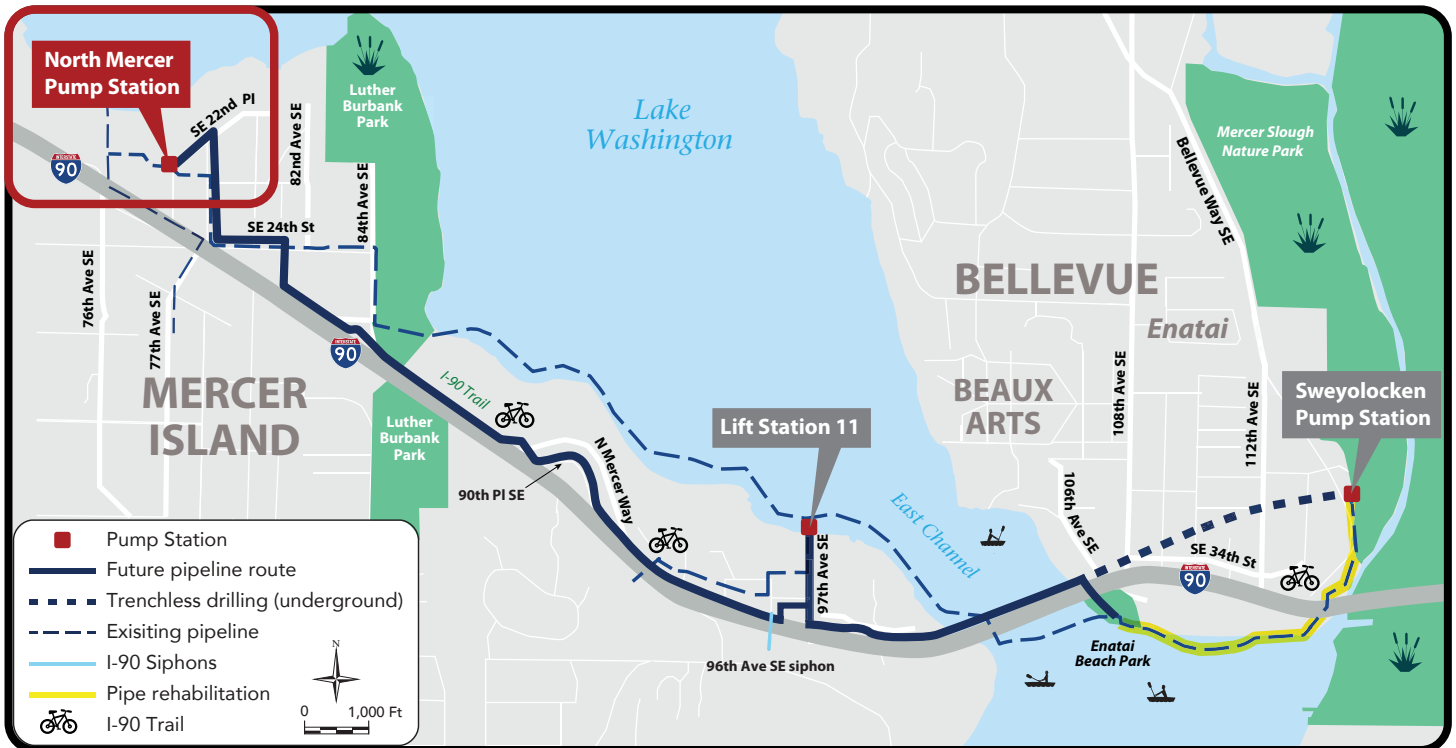 North Mercer
Pump Station
SE 22nd Pl
82nd Ave SE
Luther
Burbank
Park
Lake
Washington
Mercer Slough
Nature Park
Bellevue Way SE
INTERSTATE
90
SE 24th St
84th Ave SE
76th Ave SE
77th Ave SE
INTERSTATE
90
BELLEVUE
Enatai
MERCER
ISLAND
I-90 Trail
Luther
Burbank
Park
BEAUX
ARTS
108th Ave SE
112th Ave SE
Sweyolocken
Pump Station
Lift Station 11
N Mercer Way
90th Pl SE
East Channel
106th Ave SE
SE 34th St
INTERSTATE
90
97th Ave SE
96th Ave SE siphon
Enatai
Beach Park
Pump Station
Future pipeline route
Trenchless drilling (underground)
Exisiting pipeline
I-90 Siphons
Pipe rehabilitation
I-90 Trail
N
0 1,000 Ft